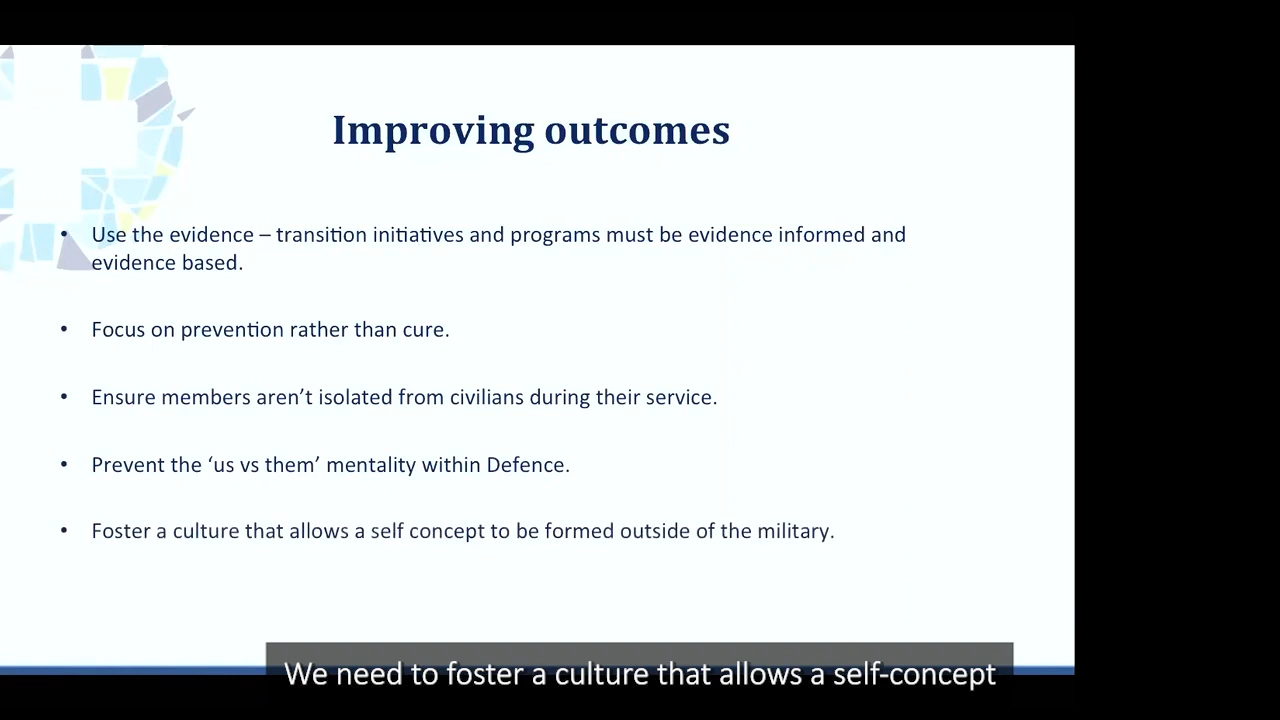 Improving outcomes
• Use the evidence – transition initiatives and programs must be evidence informed and
evidence based.
• Focus on prevention rather than cure.
• Ensure members aren’t isolated from civilians during their service.
• Prevent the ‘us vs them’ mentality within Defence.
• Foster a culture that allows a self concept to be formed outside of the military.
We need to foster a culture that allows a self-concept